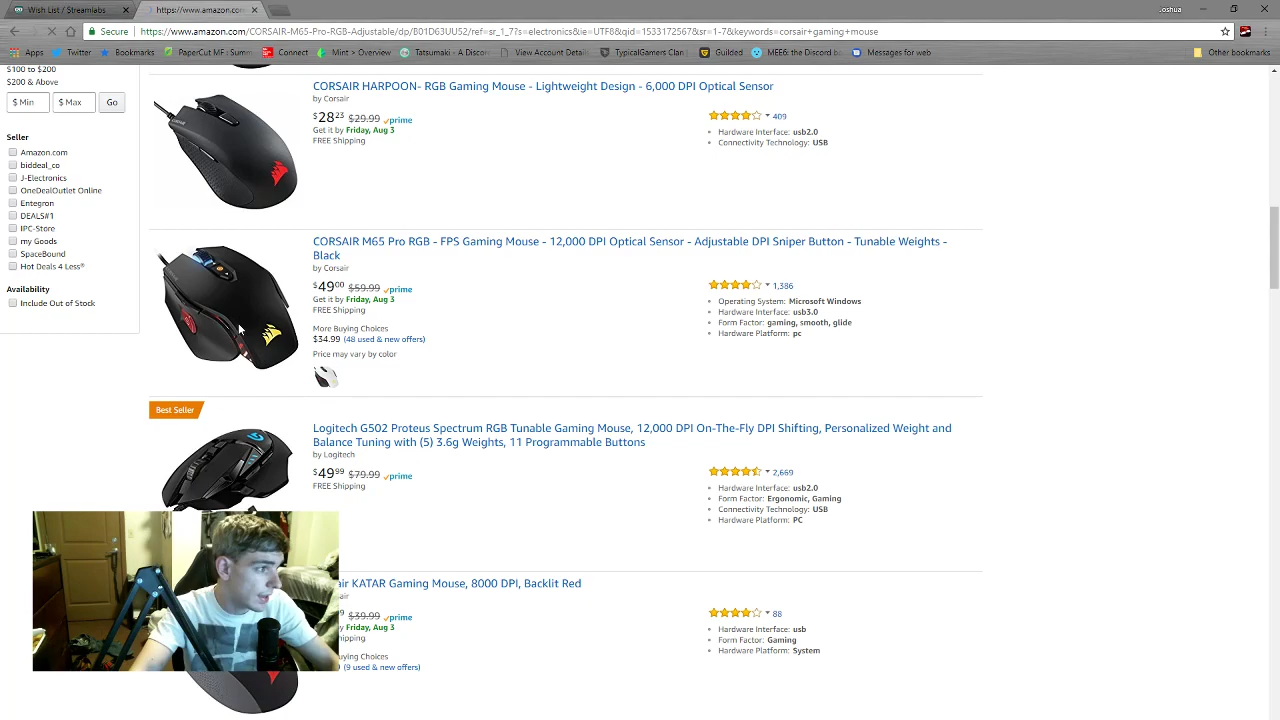 Wish List / Streamlabs
https://www.amazon.com
Joshua
Secure
https://www.amazon.com/CORSAIR-M65-Pro-RGB-Adjustable/dp/B01D63UU52/ref=sr_1_7?s=electronics&ie=UTF8&qid=1533172567&sr=1-7&keywords=corsair+gaming+mouse
Apps
Twitter
Bookmarks
PaperCut MF : Summ
Connect
Mint > Overview
Tatsumaki - A Discor
Video Element
TypicalGamer Clan
Guilded
MEE6 the Discord bo
Messages for web
Other bookmarks
$100 to $200
$200 & Above
$ Min
$ Max
Go
Seller
Amazon.com
biddeal_co
J-Electronics
OneDealOutlet Online
Entegron
DEALS#1
IPC-Store
my Goods
SpaceBound
Hot Deals 4 Less®
Availability
Include Out of Stock
CORSAIR HARPOON- RGB Gaming Mouse - Lightweight Design - 6,000 DPI Optical Sensor
by Corsair
$28 23 $29.99 prime
Get it by Friday, Aug 3
FREE Shipping
409
Hardware Interface: usb2.0
Connectivity Technology: USB
CORSAIR M65 Pro RGB - FPS Gaming Mouse - 12,000 DPI Optical Sensor - Adjustable DPI Sniper Button - Tunable Weights -
Black
by Corsair
$49 00 $59.99 prime
Get it by Friday, Aug 3
FREE Shipping
More Buying Choices
$34.99 (48 used & new offers)
Price may vary by color
1,386
Operating System: Microsoft Windows
Hardware Interface: usb3.0
Form Factor: gaming, smooth, glide
Hardware Platform: pc
Best Seller
Logitech G502 Proteus Spectrum RGB Tunable Gaming Mouse, 12,000 DPI On-The-Fly DPI Shifting, Personalized Weight and
Balance Tuning with (5) 3.6g Weights, 11 Programmable Buttons
by Logitech
$49 99 $79.99 prime
FREE Shipping
2,669
Hardware Interface: usb2.0
Form Factor: Ergonomic, Gaming
Connectivity Technology: USB
Hardware Platform: PC
air KATAR Gaming Mouse, 8000 DPI, Backlit Red
air
99 $39.99 prime
by Friday, Aug 3
hipping
uying Choices
(9 used & new offers)
88
Hardware Interface: usb
Form Factor: Gaming
Hardware Platform: System